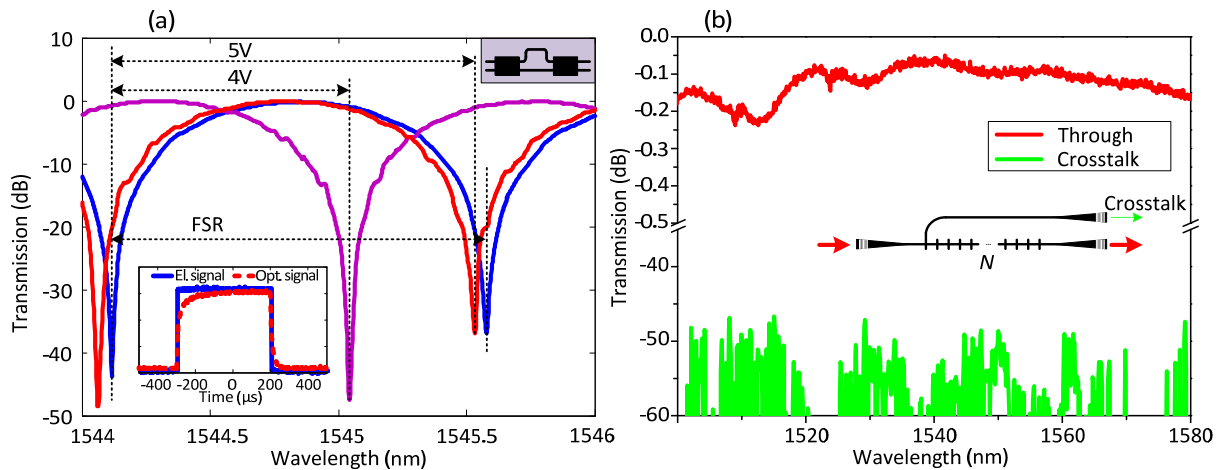 (a)
10
0
-10
-20
-30
-40
-50
Transmission (dB)
5V
4V
FSR
El. signal
Opt. signal
-400 -200 0 200 400
Time (µs)
1544 1544.5 1545 1545.5 1546
Wavelength (nm)
(b)
0.0
-0.1
-0.2
-0.3
-0.4
-0.5
-40
-50
-60
Transmission (dB)
Through
Crosstalk
Crosstalk
...
N
1520 1540 1560 1580
Wavelength (nm)